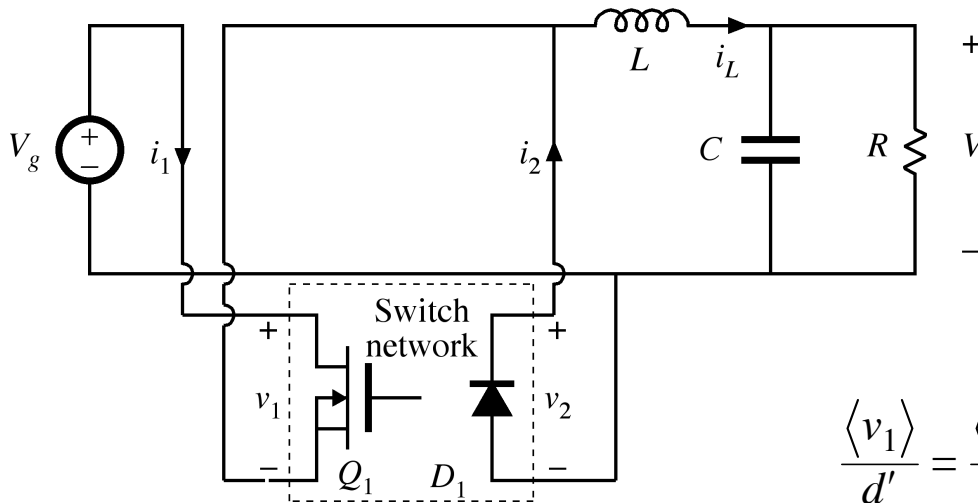 +
L
i_L
V_g
+
−
i_1
i_2
C
R
V
−
Switch
network
+
+
v_1
v_2
−
−
Q_1
D_1
⟨v_1⟩ / d′ =